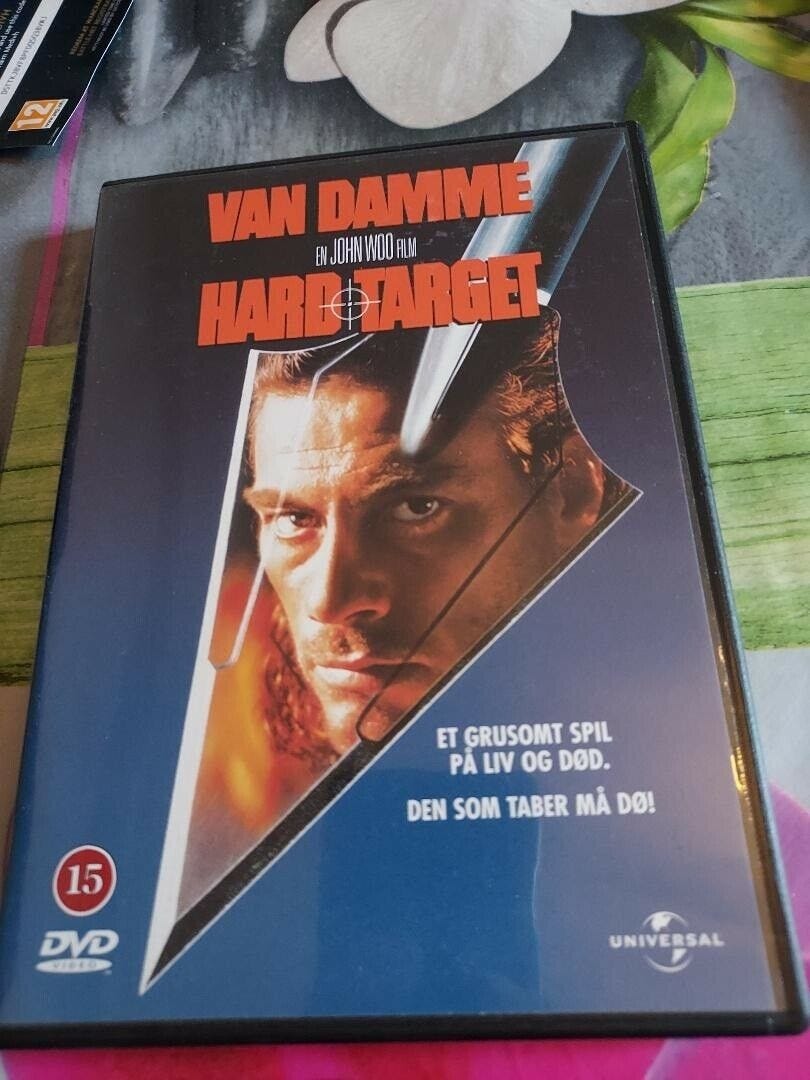 12
VAN DAMME
EN JOHN WOO FILM
HARD TARGET
ET GRUSOMT SPIL
PÅ LIV OG DØD.
DEN SOM TABER MÅ DØ!
15
DVD
VIDEO
UNIVERSAL